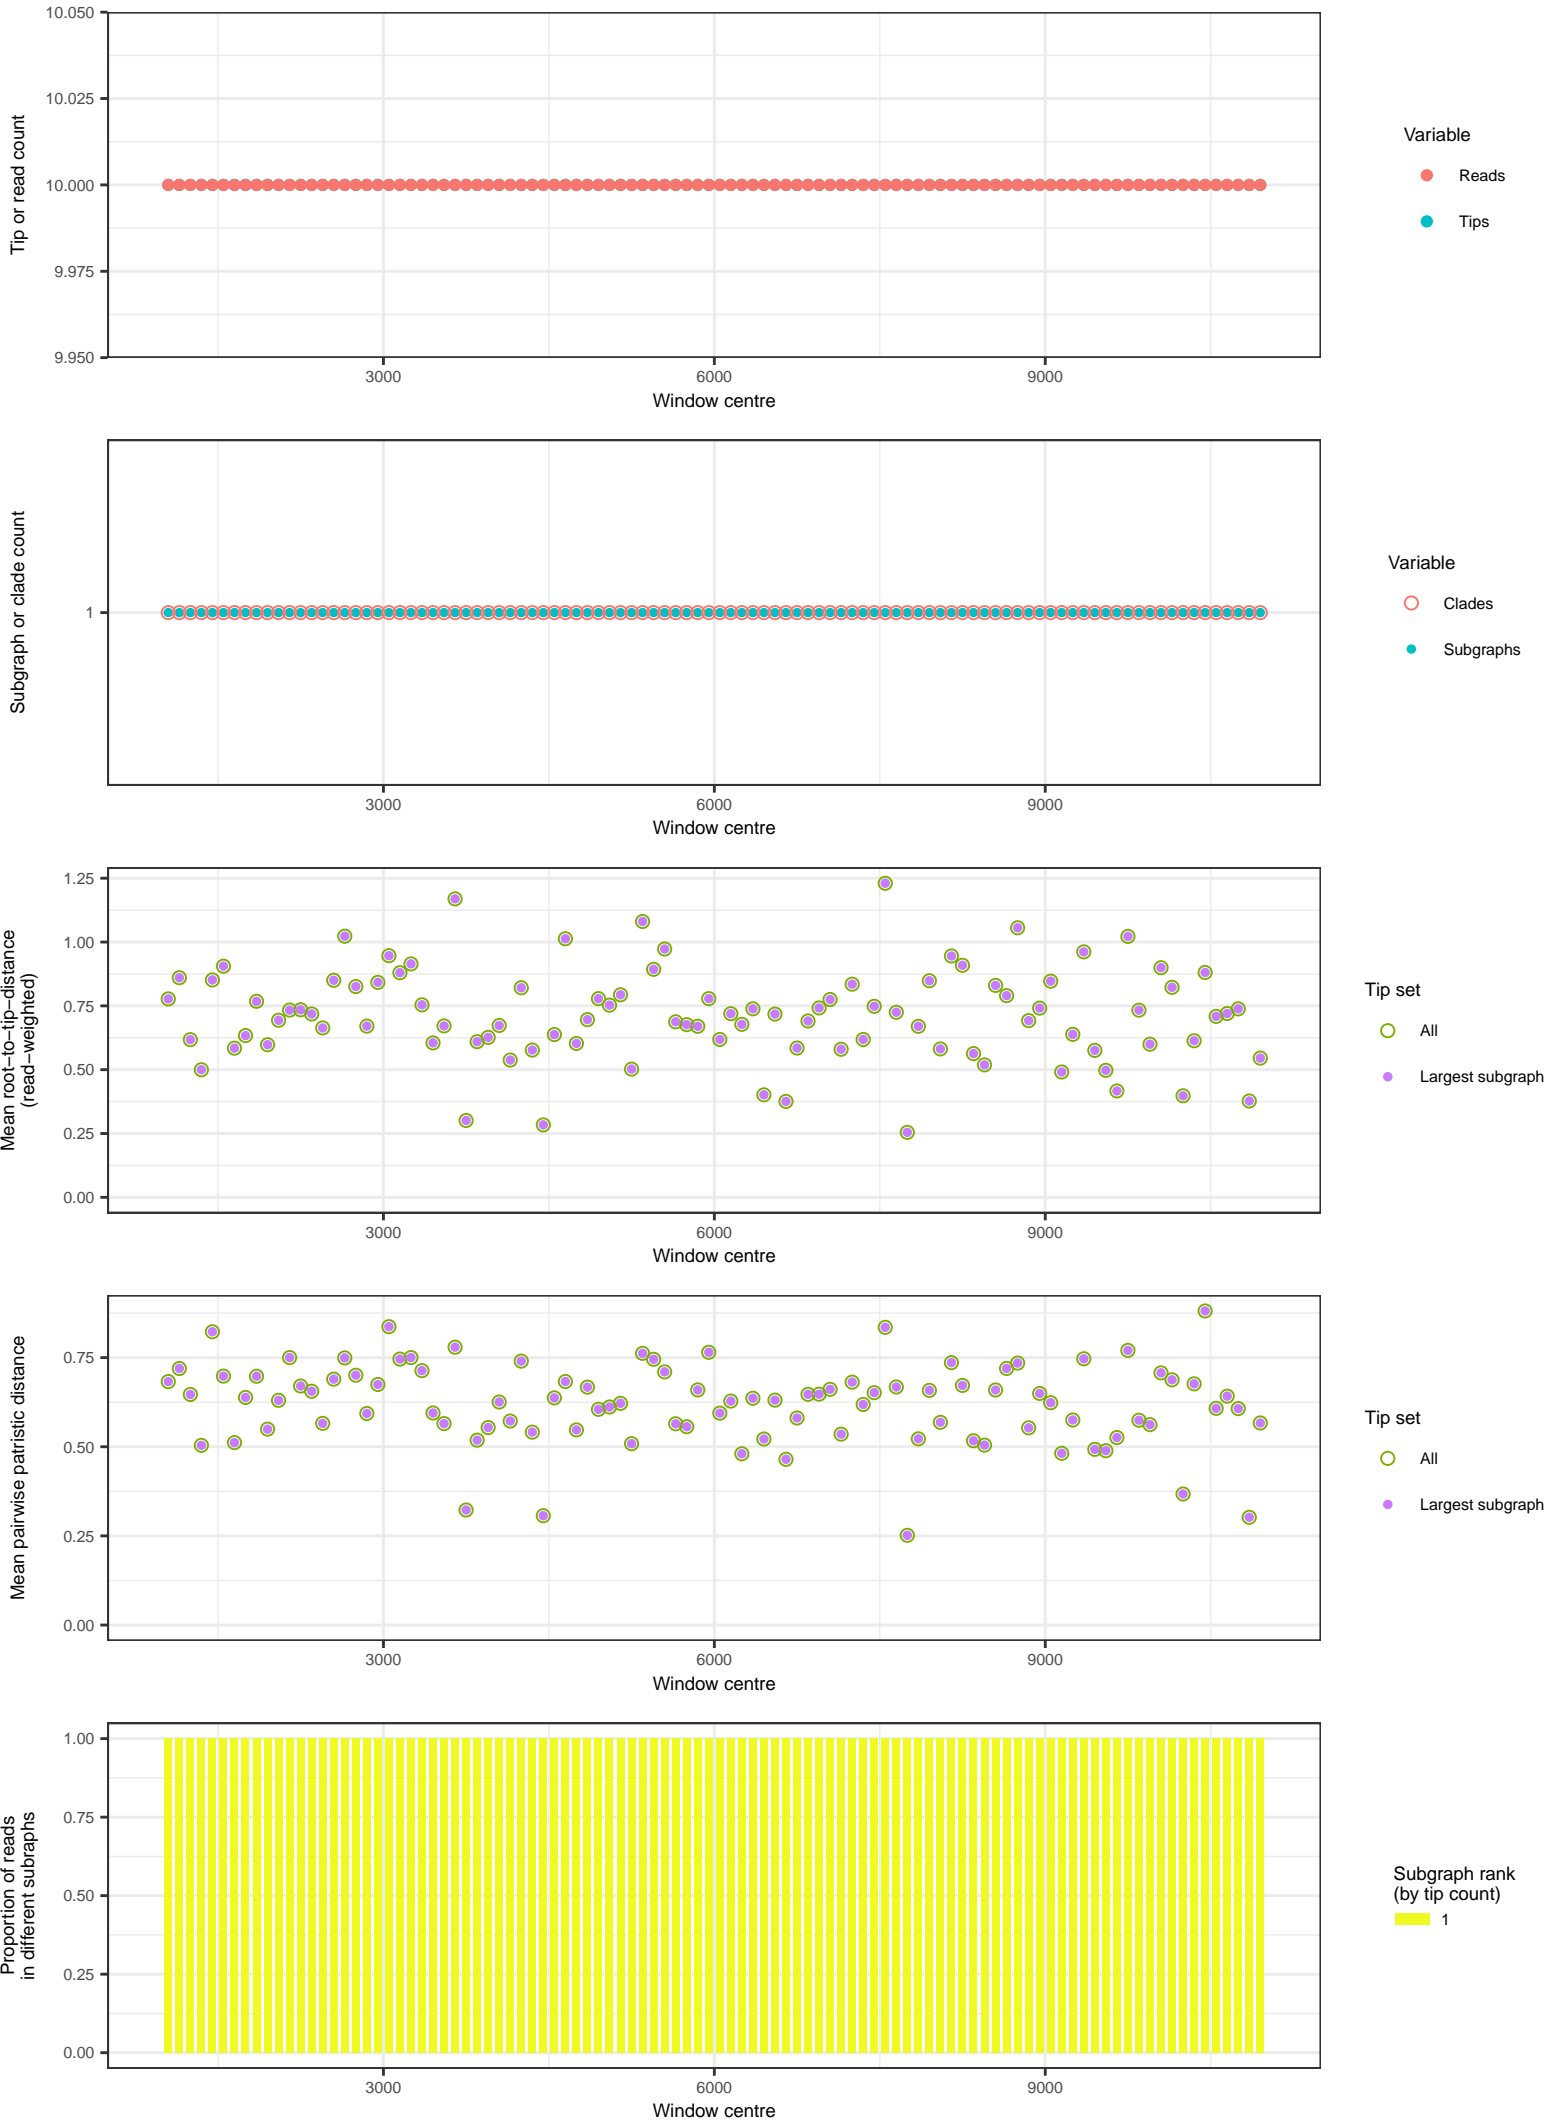 10.050
10.025
10.000
9.975
9.950
Tip or read count
3000
6000
9000
Window centre
Variable
Reads
Tips
1
Subgraph or clade count
3000
6000
9000
Window centre
Variable
Clades
Subgraphs
1.25
1.00
0.75
0.50
0.25
0.00
Mean root−to−tip−distance
(read−weighted)
3000
6000
9000
Window centre
Tip set
All
Largest subgraph
0.75
0.50
0.25
0.00
Mean pairwise patristic distance
3000
6000
9000
Window centre
Tip set
All
Largest subgraph
1.00
0.75
0.50
0.25
0.00
Proportion of reads
in different subraphs
3000
6000
9000
Window centre
Subgraph rank
(by tip count)
1